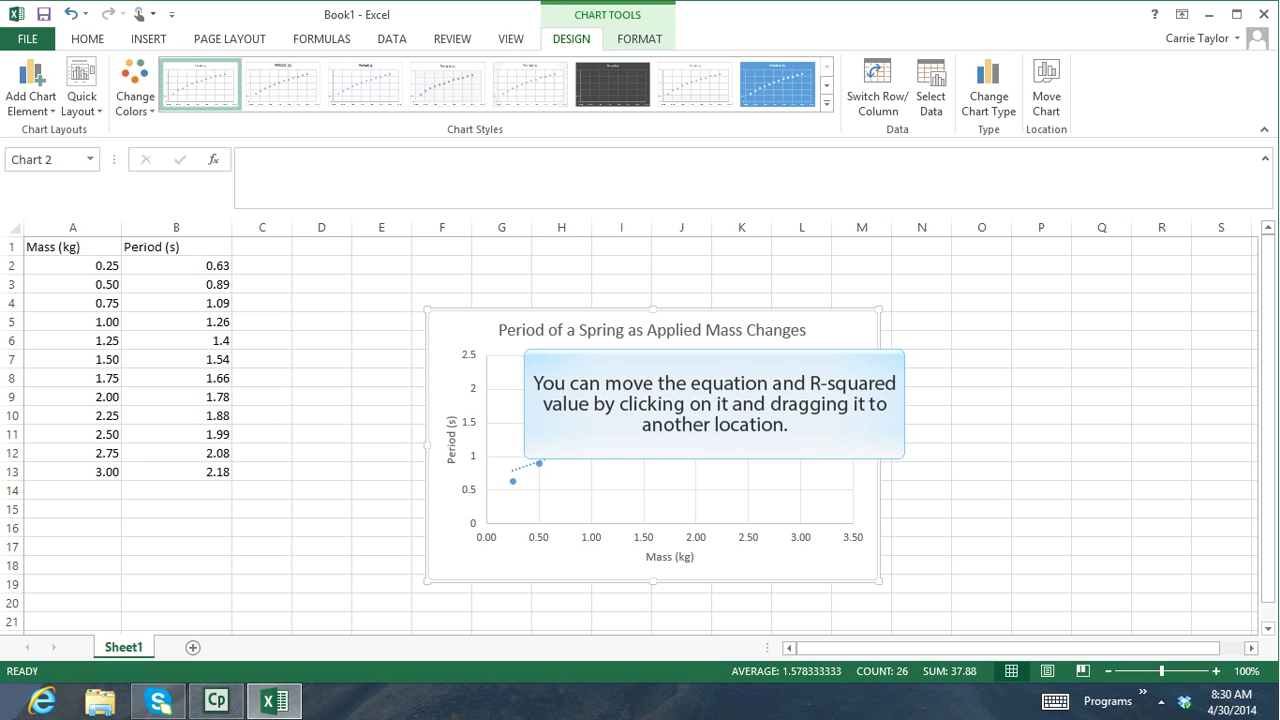 Book1 - Excel
CHART TOOLS
?
FILE HOME INSERT PAGE LAYOUT FORMULAS DATA REVIEW VIEW DESIGN FORMAT
Carrie Taylor
Add Chart Element
Quick Layout
Change Colors
Switch Row/ Column
Select Data
Change Chart Type
Move Chart
Chart Layouts
Chart Styles
Data
Type
Location
Chart 2
fx
A B C D E F G H I J K L M N O P Q R S
1 Mass (kg) Period (s)
2 0.25 0.63
3 0.50 0.89
4 0.75 1.09
5 1.00 1.26
6 1.25 1.4
7 1.50 1.54
8 1.75 1.66
9 2.00 1.78
10 2.25 1.88
11 2.50 1.99
12 2.75 2.08
13 3.00 2.18
14
15
16
17
18
19
20
21
Period of a Spring as Applied Mass Changes
2.5
2
1.5
1
0.5
0
Period (s)
You can move the equation and R-squared
value by clicking on it and dragging it to
another location.
0.00 0.50 1.00 1.50 2.00 2.50 3.00 3.50
Mass (kg)
Sheet1
READY
AVERAGE: 1.578333333 COUNT: 26 SUM: 37.88
100%
Cp
Programs
8:30 AM
4/30/2014